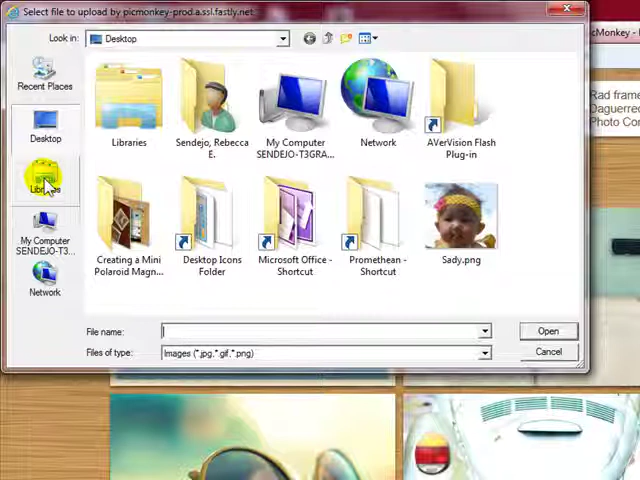 Select file to upload by picmonkey-prod.a.ssl.fastly.net
Look in:
Desktop
icMonkey -
Recent Places
Desktop
Libraries
My Computer
SENDEJO-T3...
Network
Libraries
Sendejo, Rebecca
E.
My Computer
SENDEJO-T3GRA...
Network
AVerVision Flash
Plug-in
Creating a Mini
Polaroid Magn...
Desktop Icons
Folder
Microsoft Office -
Shortcut
Promethean -
Shortcut
Sady.png
File name:
Open
Files of type:
Images (*.jpg,*.gif,*.png)
Cancel
Rad frame
Daguerreo
Photo Cor